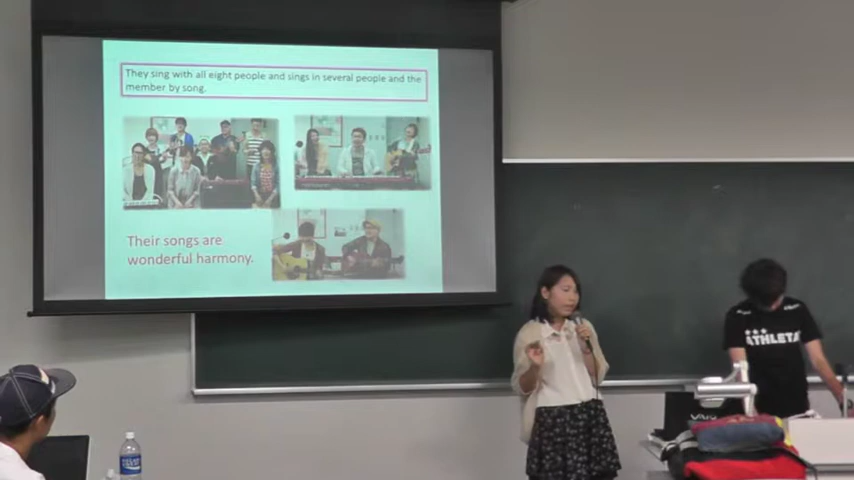 They sing with all eight people and sings in several people and the
member by song.
Their songs are
wonderful harmony.
ATHLETA